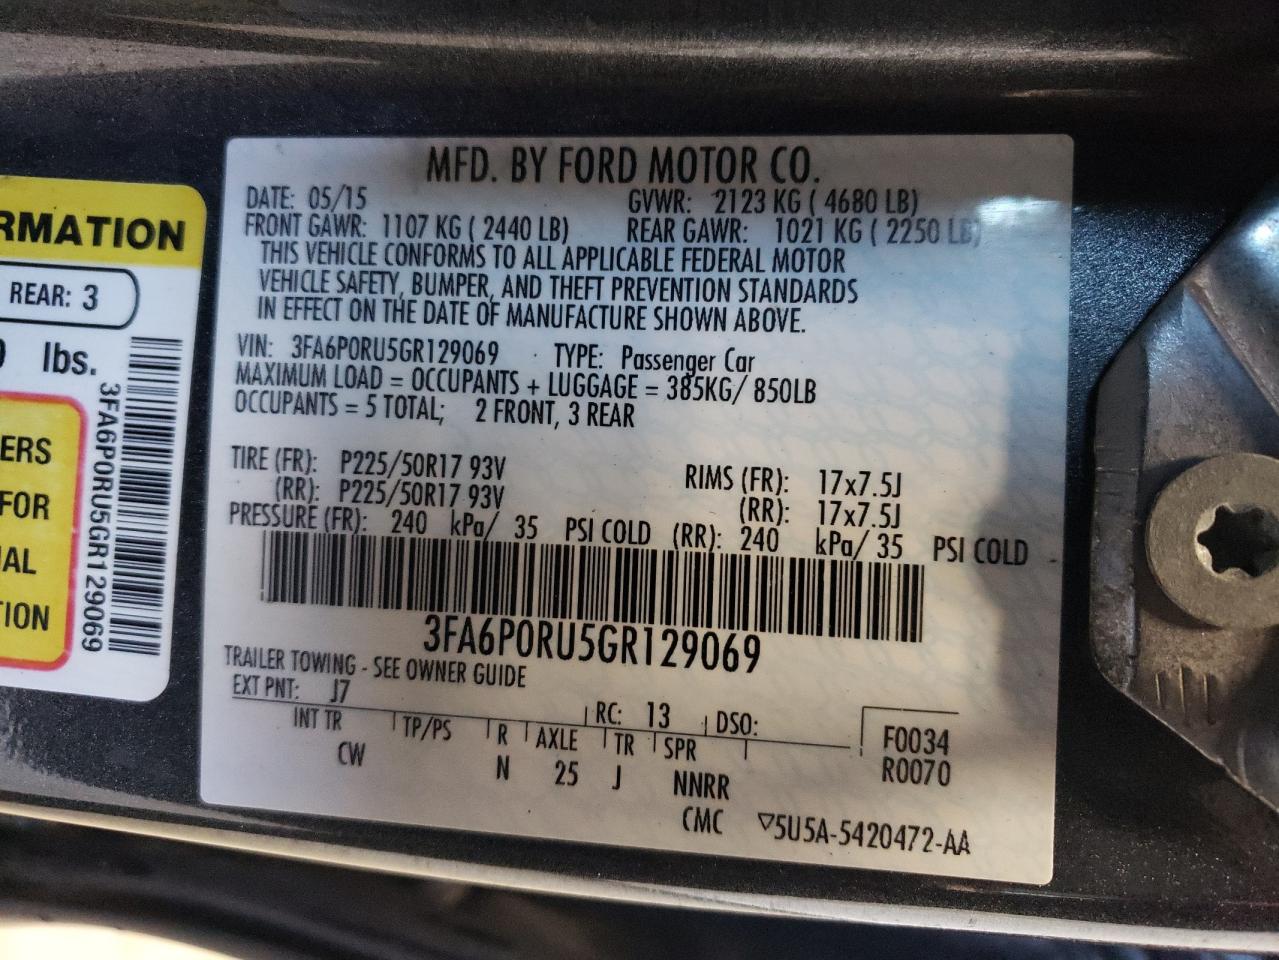 RMATION
REAR: 3
lbs.
ERS
FOR
AL
TION
3FA6P0RU5GR129069
MFD. BY FORD MOTOR CO.
DATE: 05/15 GVWR: 2123 KG ( 4680 LB)
FRONT GAWR: 1107 KG ( 2440 LB) REAR GAWR: 1021 KG ( 2250 LB)
THIS VEHICLE CONFORMS TO ALL APPLICABLE FEDERAL MOTOR
VEHICLE SAFETY, BUMPER, AND THEFT PREVENTION STANDARDS
IN EFFECT ON THE DATE OF MANUFACTURE SHOWN ABOVE.
VIN: 3FA6P0RU5GR129069 TYPE: Passenger Car
MAXIMUM LOAD = OCCUPANTS + LUGGAGE = 385KG/ 850LB
OCCUPANTS = 5 TOTAL; 2 FRONT, 3 REAR
TIRE (FR): P225/50R17 93V RIMS (FR): 17x7.5J
(RR): P225/50R17 93V (RR): 17x7.5J
PRESSURE (FR): 240 kPa/ 35 PSI COLD (RR): 240 kPa/ 35 PSI COLD
3FA6P0RU5GR129069
TRAILER TOWING - SEE OWNER GUIDE
EXT PNT: J7 RC: 13 DSO:
INT TR TP/PS R AXLE TR SPR F0034
CW N 25 J NNRR R0070
CMC ▽5U5A-5420472-AA